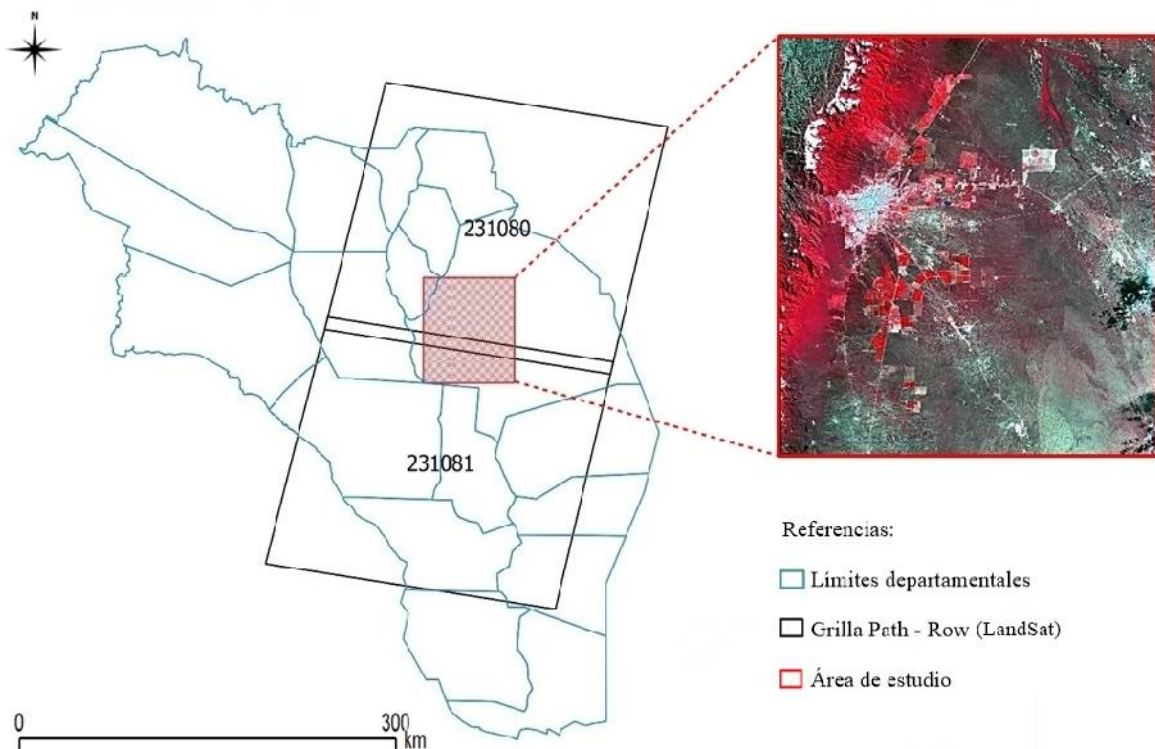 N
231080
231081
Referencias:
Límites departamentales
Grilla Path - Row (LandSat)
Área de estudio
0
300
km